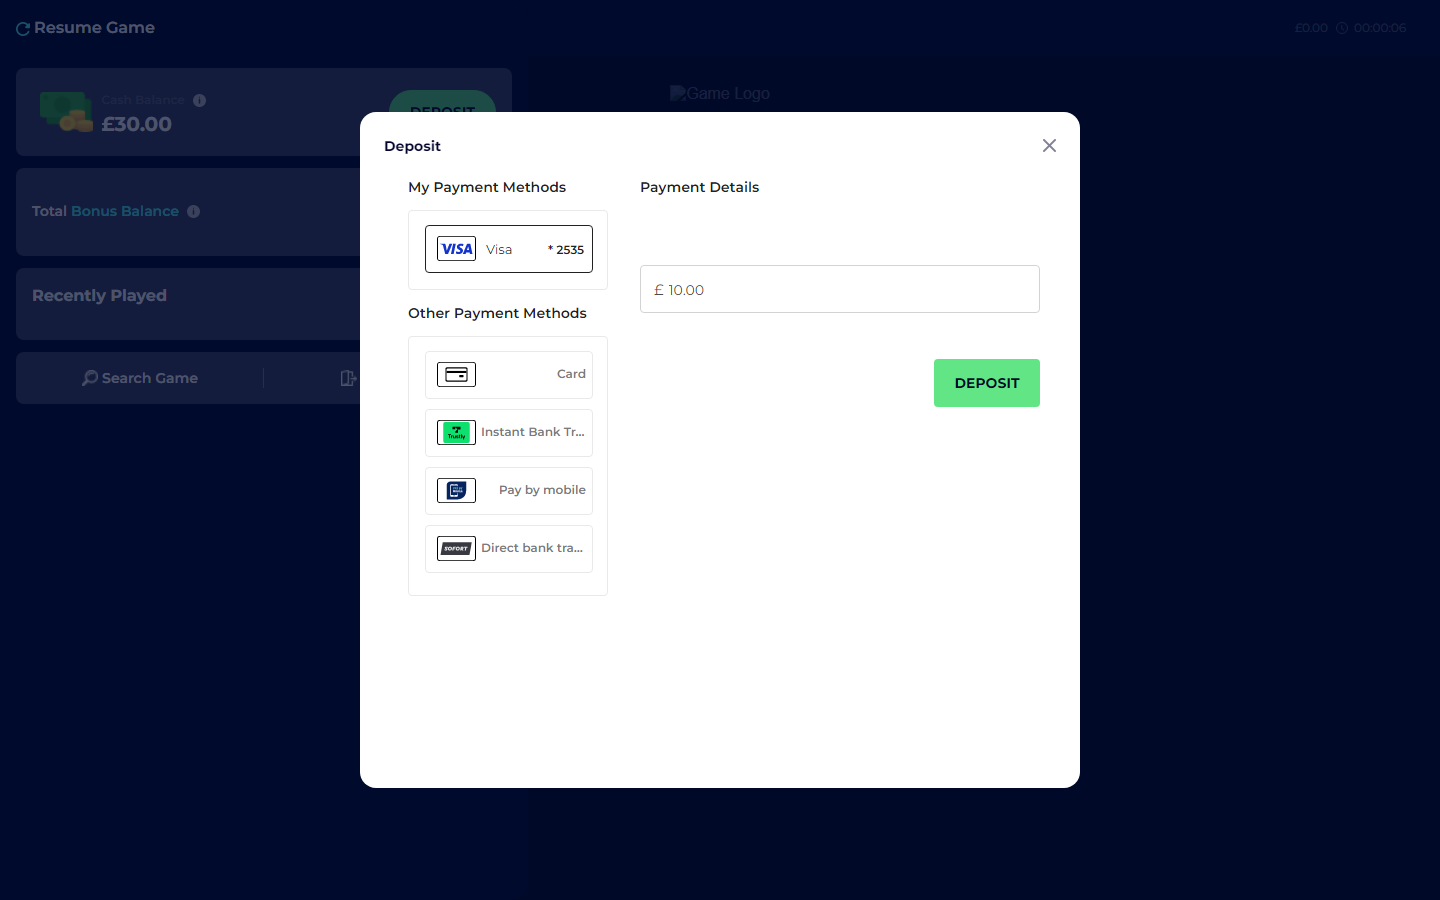 Resume Game
£0.00 00:00:06
Cash Balance
£30.00
DEPOSIT
Game Logo
Total Bonus Balance
Recently Played
Search Game
Deposit
My Payment Methods
VISA Visa * 2535
Other Payment Methods
Card
Trustly Instant Bank Tr...
Pay by mobile
SOFORT Direct bank tra...
Payment Details
£ 10.00
DEPOSIT